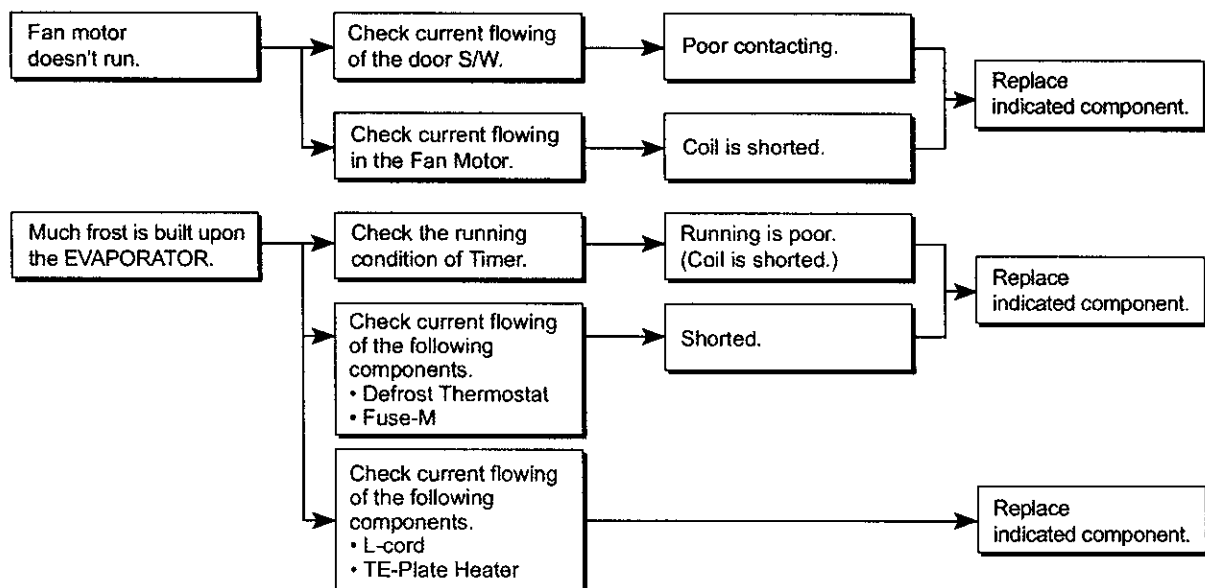 Fan motor
doesn't run.
Check current flowing
of the door S/W.
Poor contacting.
Replace
indicated component.
Check current flowing
in the Fan Motor.
Coil is shorted.
Much frost is built upon
the EVAPORATOR.
Check the running
condition of Timer.
Running is poor.
(Coil is shorted.)
Replace
indicated component.
Check current flowing
of the following
components.
• Defrost Thermostat
• Fuse-M
Shorted.
Check current flowing
of the following
components.
• L-cord
• TE-Plate Heater
Replace
indicated component.